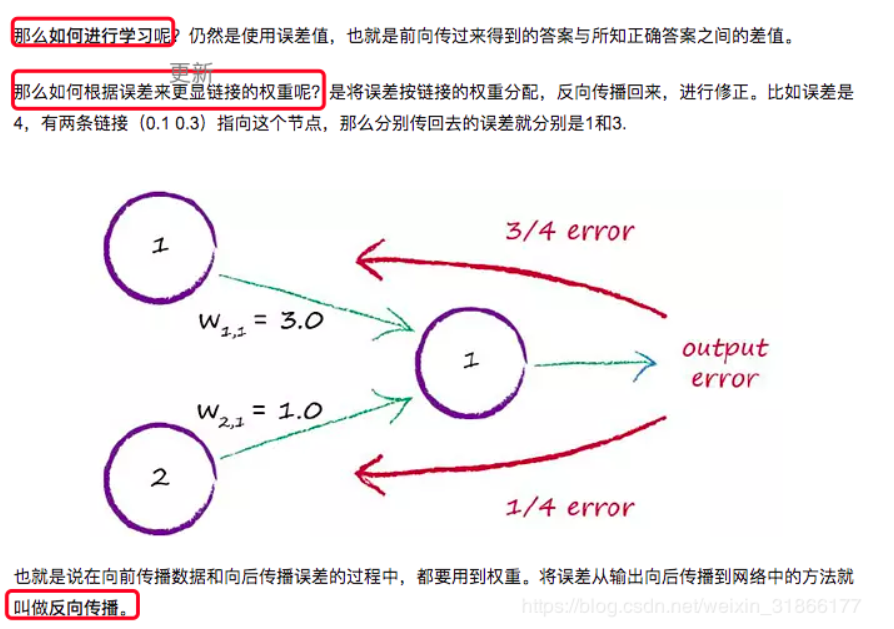 那么如何进行学习呢? 仍然是使用误差值，也就是前向传过来得到的答案与所知正确答案之间的差值。
更新
那么如何根据误差来更显链接的权重呢? 是将误差按链接的权重分配，反向传播回来，进行修正。比如误差是
4，有两条链接（0.1 0.3）指向这个节点，那么分别传回去的误差就分别是1和3.
1
3/4 error
W1,1 = 3.0
1
output
error
W2,1 = 1.0
2
1/4 error
也就是说在向前传播数据和向后传播误差的过程中，都要用到权重。将误差从输出向后传播到网络中的方法就
叫做反向传播。
https://blog.csdn.net/weixin_31866177